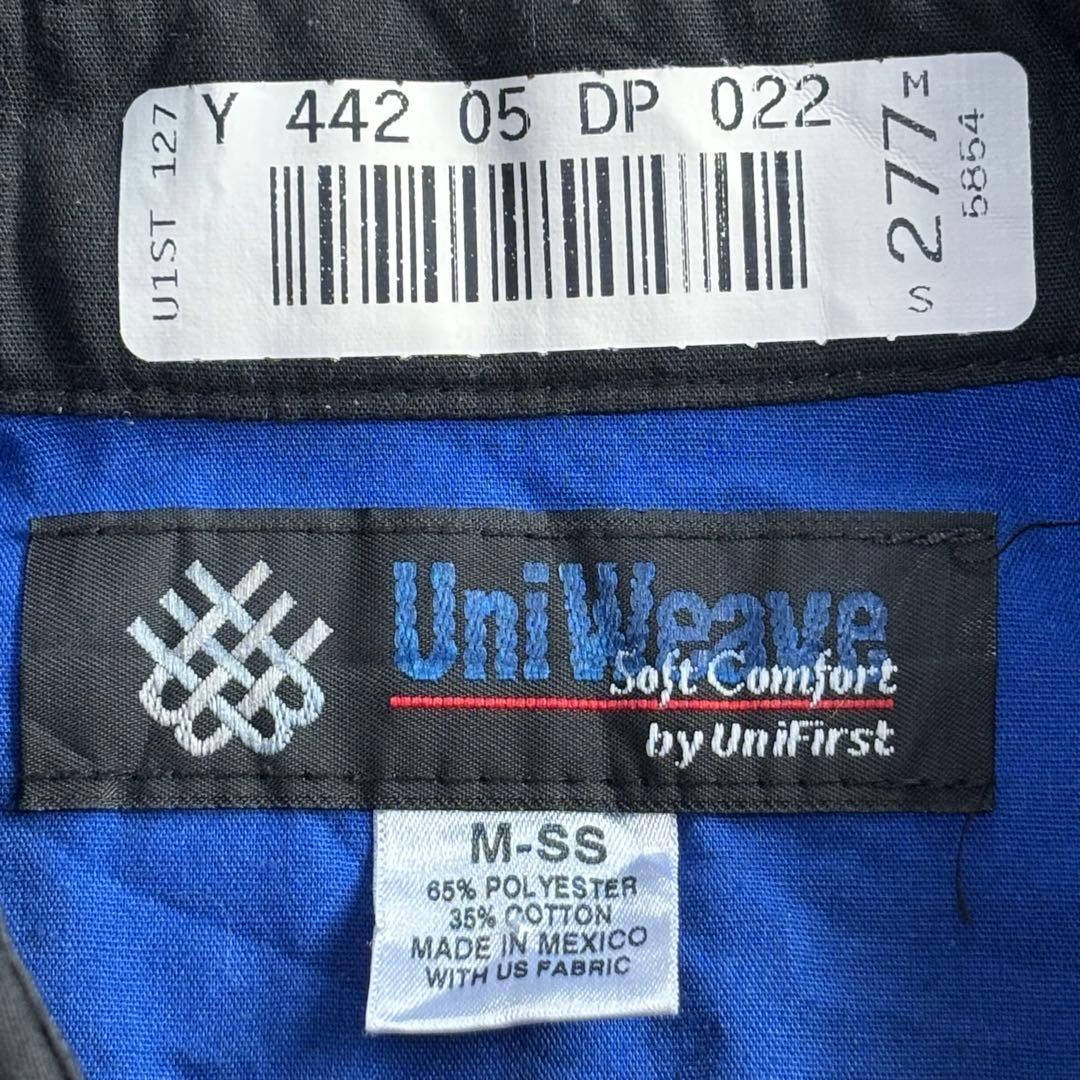 Y 442 05 DP 022
U1ST 127
S 277 M
5854
UniWeave
Soft Comfort
by UniFirst
M-SS
65% POLYESTER
35% COTTON
MADE IN MEXICO
WITH US FABRIC